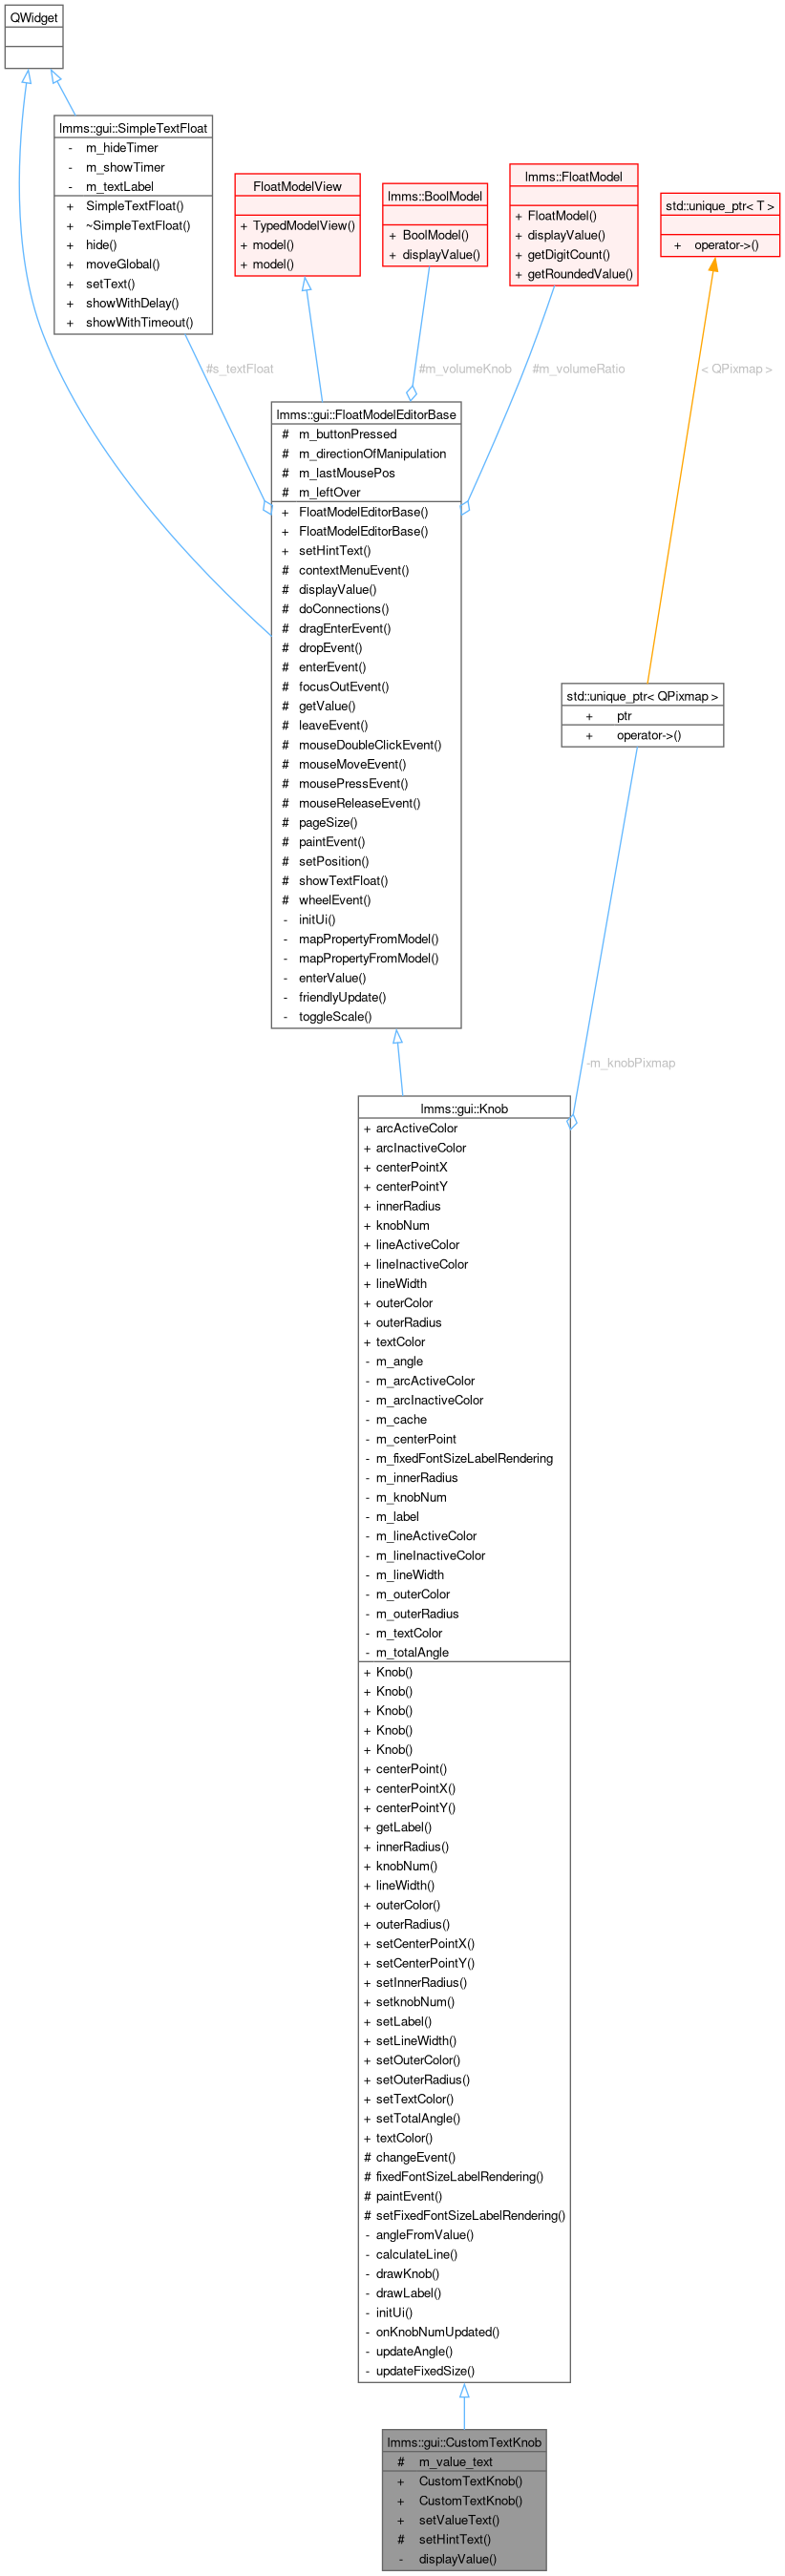 QWidget
lmms::gui::SimpleTextFloat
- m_hideTimer
- m_showTimer
- m_textLabel
+ SimpleTextFloat()
+ ~SimpleTextFloat()
+ hide()
+ moveGlobal()
+ setText()
+ showWithDelay()
+ showWithTimeout()
FloatModelView
+ TypedModelView()
+ model()
+ model()
lmms::BoolModel
+ BoolModel()
+ displayValue()
lmms::FloatModel
+ FloatModel()
+ displayValue()
+ getDigitCount()
+ getRoundedValue()
std::unique_ptr< T >
+ operator->()
#s_textFloat
#m_volumeKnob
#m_volumeRatio
< QPixmap >
lmms::gui::FloatModelEditorBase
# m_buttonPressed
# m_directionOfManipulation
# m_lastMousePos
# m_leftOver
+ FloatModelEditorBase()
+ FloatModelEditorBase()
+ setHintText()
# contextMenuEvent()
# displayValue()
# doConnections()
# dragEnterEvent()
# dropEvent()
# enterEvent()
# focusOutEvent()
# getValue()
# leaveEvent()
# mouseDoubleClickEvent()
# mouseMoveEvent()
# mousePressEvent()
# mouseReleaseEvent()
# pageSize()
# paintEvent()
# setPosition()
# showTextFloat()
# wheelEvent()
- initUi()
- mapPropertyFromModel()
- mapPropertyFromModel()
- enterValue()
- friendlyUpdate()
- toggleScale()
std::unique_ptr< QPixmap >
+ ptr
+ operator->()
-m_knobPixmap
lmms::gui::Knob
+ arcActiveColor
+ arcInactiveColor
+ centerPointX
+ centerPointY
+ innerRadius
+ knobNum
+ lineActiveColor
+ lineInactiveColor
+ lineWidth
+ outerColor
+ outerRadius
+ textColor
- m_angle
- m_arcActiveColor
- m_arcInactiveColor
- m_cache
- m_centerPoint
- m_fixedFontSizeLabelRendering
- m_innerRadius
- m_knobNum
- m_label
- m_lineActiveColor
- m_lineInactiveColor
- m_lineWidth
- m_outerColor
- m_outerRadius
- m_textColor
- m_totalAngle
+ Knob()
+ Knob()
+ Knob()
+ Knob()
+ Knob()
+ centerPoint()
+ centerPointX()
+ centerPointY()
+ getLabel()
+ innerRadius()
+ knobNum()
+ lineWidth()
+ outerColor()
+ outerRadius()
+ setCenterPointX()
+ setCenterPointY()
+ setInnerRadius()
+ setknobNum()
+ setLabel()
+ setLineWidth()
+ setOuterColor()
+ setOuterRadius()
+ setTextColor()
+ setTotalAngle()
+ textColor()
# changeEvent()
# fixedFontSizeLabelRendering()
# paintEvent()
# setFixedFontSizeLabelRendering()
- angleFromValue()
- calculateLine()
- drawKnob()
- drawLabel()
- initUi()
- onKnobNumUpdated()
- updateAngle()
- updateFixedSize()
lmms::gui::CustomTextKnob
# m_value_text
+ CustomTextKnob()
+ CustomTextKnob()
+ setValueText()
# setHintText()
- displayValue()